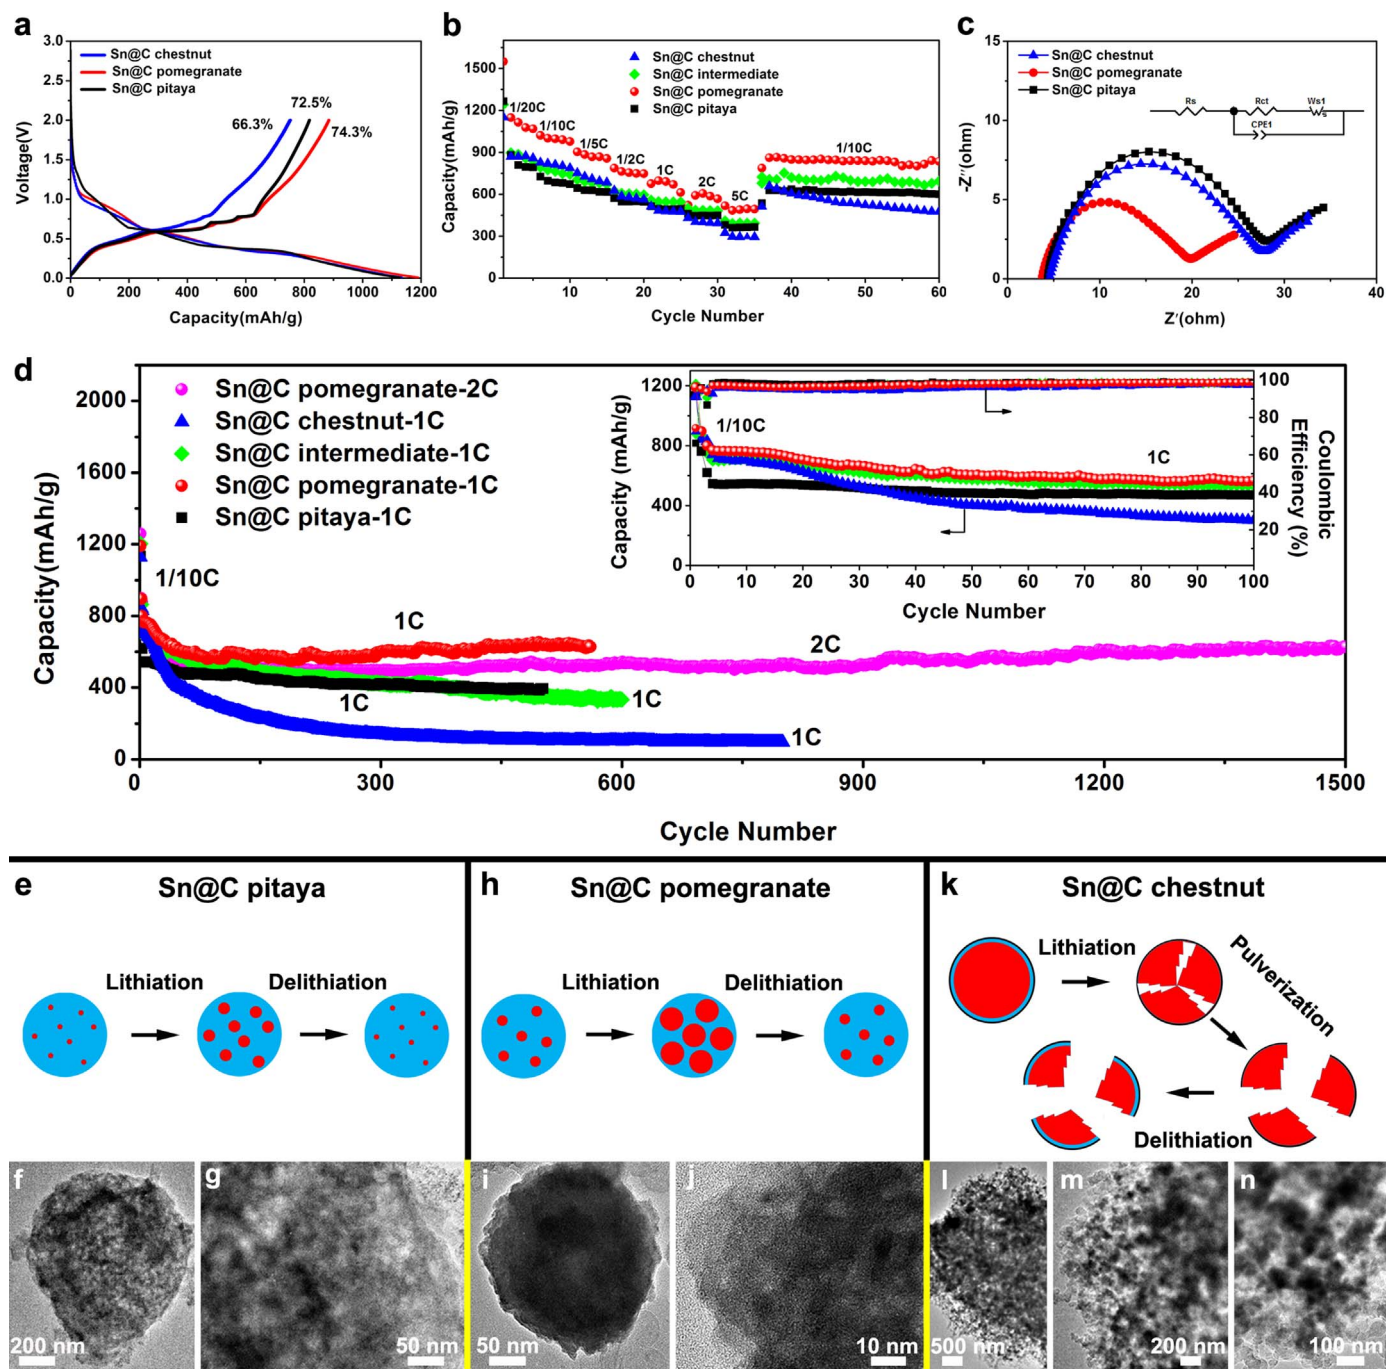 a
3.0
2.5
2.0
1.5
1.0
0.5
0.0
Voltage(V)
Sn@C chestnut
Sn@C pomegranate
Sn@C pitaya
66.3%
72.5%
74.3%
0 200 400 600 800 1000 1200
Capacity(mAh/g)
b
1500
1200
900
600
300
0
Capacity(mAh/g)
Sn@C chestnut
Sn@C intermediate
Sn@C pomegranate
Sn@C pitaya
1/20C
1/10C
1/5C
1/2C
1C
2C
5C
1/10C
10 20 30 40 50 60
Cycle Number
c
15
10
5
0
-Z''(ohm)
Sn@C chestnut
Sn@C pomegranate
Sn@C pitaya
Rs Rct Ws1
s
CPE1
0 10 20 30 40
Z'(ohm)
d
2000
1600
1200
800
400
0
Capacity(mAh/g)
Sn@C pomegranate-2C
Sn@C chestnut-1C
Sn@C intermediate-1C
Sn@C pomegranate-1C
Sn@C pitaya-1C
1/10C
1C
2C
1C
1C
1C
0 300 600 900 1200 1500
Cycle Number
1200
800
400
0
Capacity (mAh/g)
1/10C
1C
100
80
60
40
20
Coulombic
Efficiency (%)
0 10 20 30 40 50 60 70 80 90 100
Cycle Number
e
Sn@C pitaya
Lithiation Delithiation
h
Sn@C pomegranate
Lithiation Delithiation
k
Sn@C chestnut
Lithiation
Pulverization
Delithiation
f
200 nm
g
50 nm
i
50 nm
j
10 nm
l
500 nm
m
200 nm
n
100 nm